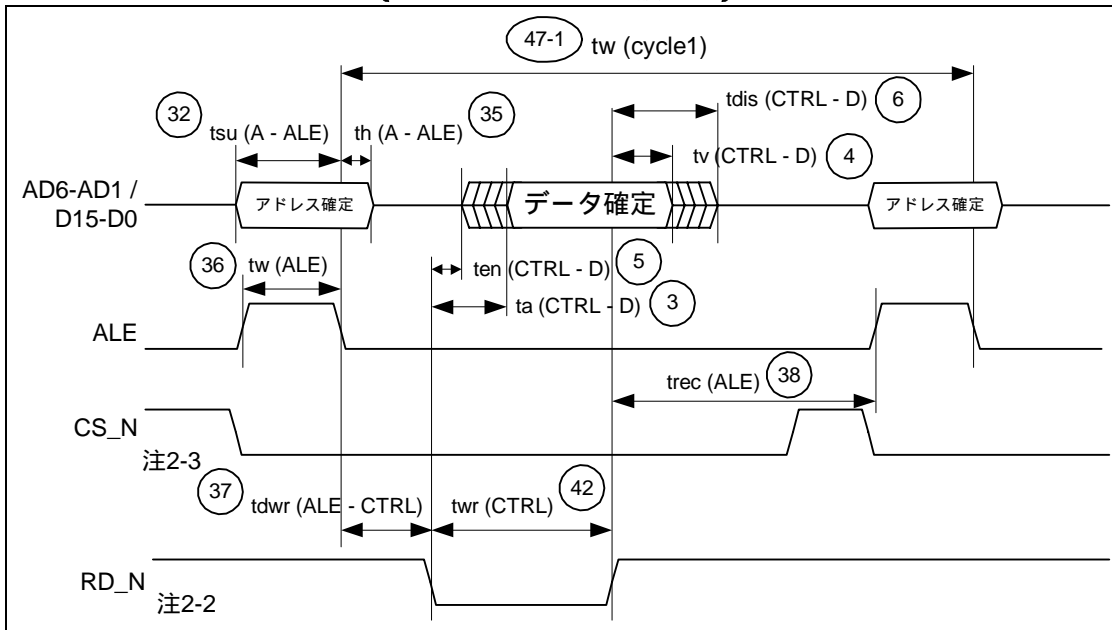 47-1 tw (cycle1)
tdis (CTRL - D) 6
32 35
tsu (A - ALE) th (A - ALE)
tv (CTRL - D) 4
AD6-AD1 /
D15-D0
アドレス確定 データ確定 アドレス確定
36 tw (ALE)
ten (CTRL - D) 5
ta (CTRL - D) 3
ALE
trec (ALE) 38
CS_N
注2-3
37 tdwr (ALE - CTRL) twr (CTRL) 42
RD_N
注2-2